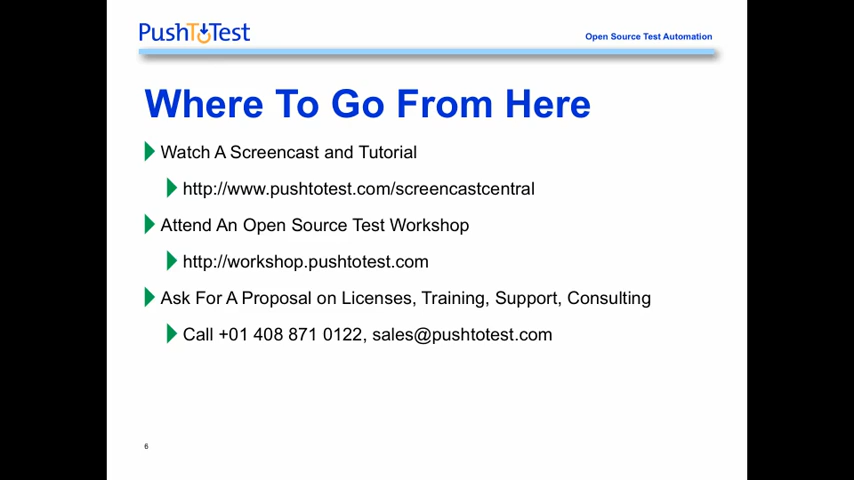 PushToTest
Open Source Test Automation
Where To Go From Here
Watch A Screencast and Tutorial
http://www.pushtotest.com/screencastcentral
Attend An Open Source Test Workshop
http://workshop.pushtotest.com
Ask For A Proposal on Licenses, Training, Support, Consulting
Call +01 408 871 0122, sales@pushtotest.com
6